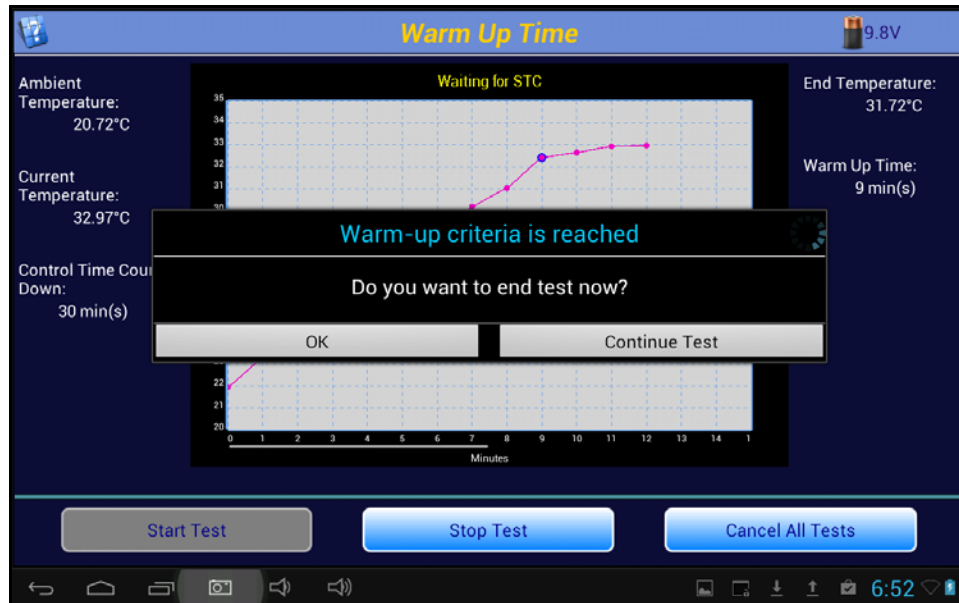 Warm Up Time
9.8V
Ambient
Temperature:
20.72°C
Current
Temperature:
32.97°C
Control Time Cou
Down:
30 min(s)
Waiting for STC
35
34
33
32
31
30
22
21
20
0 1 2 3 4 5 6 7 8 9 10 11 12 13 14 1
Minutes
End Temperature:
31.72°C
Warm Up Time:
9 min(s)
Warm-up criteria is reached
Do you want to end test now?
OK Continue Test
Start Test Stop Test Cancel All Tests
6:52